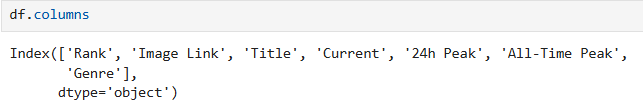 df.columns
Index(['Rank', 'Image Link', 'Title', 'Current', '24h Peak', 'All-Time Peak',
'Genre'],
dtype='object')